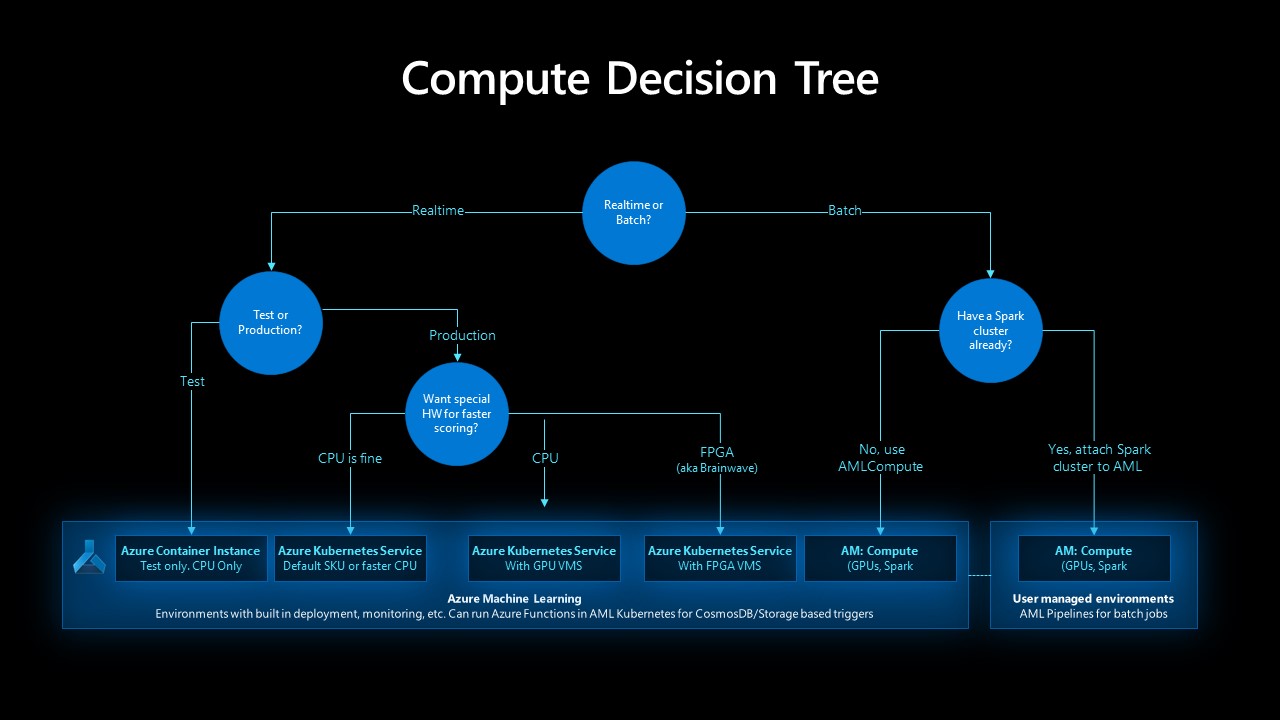 Compute Decision Tree
Realtime or
Batch?
Realtime
Batch
Test or
Production?
Have a Spark
cluster
already?
Production
Test
Want special
HW for faster
scoring?
CPU is fine
CPU
FPGA
(aka Brainwave)
No, use
AMLCompute
Yes, attach Spark
cluster to AML
Azure Container Instance
Test only. CPU Only
Azure Kubernetes Service
Default SKU or faster CPU
Azure Kubernetes Service
With GPU VMS
Azure Kubernetes Service
With FPGA VMS
AM: Compute
(GPUs, Spark
AM: Compute
(GPUs, Spark
Azure Machine Learning
Environments with built in deployment, monitoring, etc. Can run Azure Functions in AML Kubernetes for CosmosDB/Storage based triggers
User managed environments
AML Pipelines for batch jobs